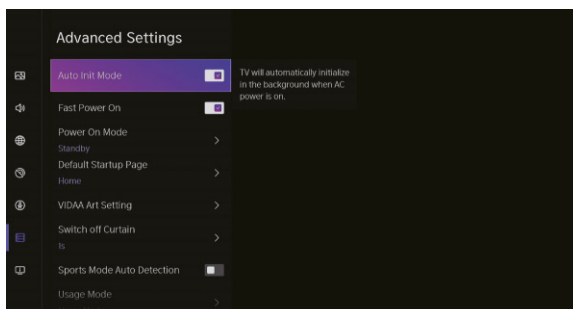 Advanced Settings
Auto Init Mode
TV will automatically initialize
in the background when AC
power is on.
Fast Power On
Power On Mode
Standby
Default Startup Page
Home
VIDAA Art Setting
Switch off Curtain
1s
Sports Mode Auto Detection
Usage Mode